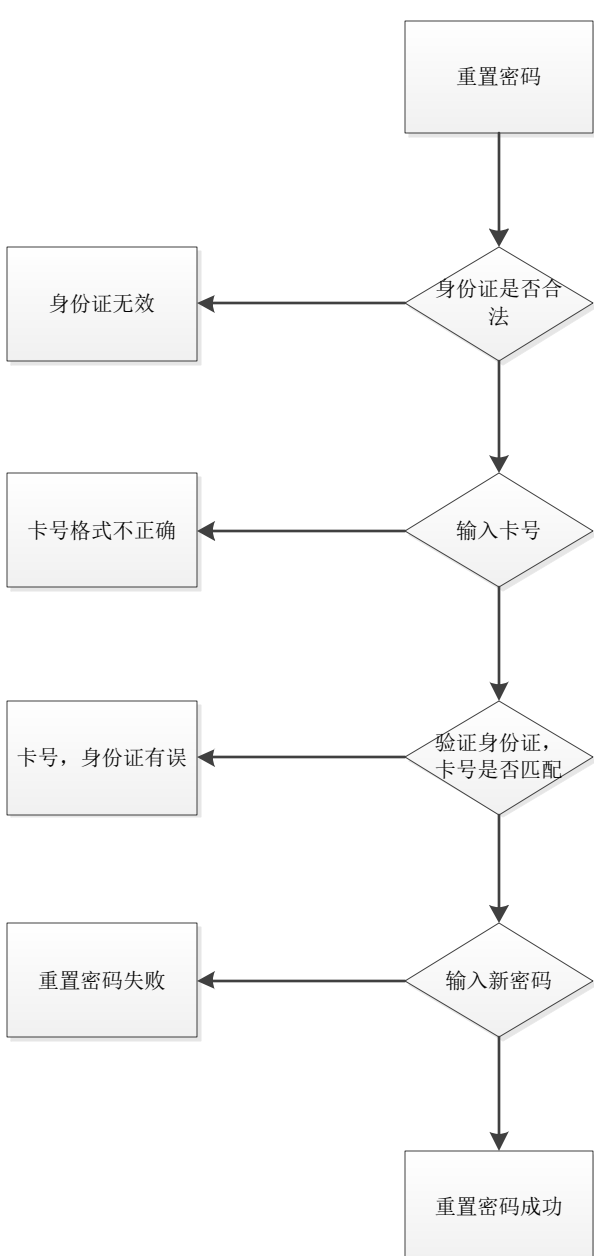 重置密码
身份证无效
身份证是否合
法
卡号格式不正确
输入卡号
卡号，身份证有误
验证身份证，
卡号是否匹配
重置密码失败
输入新密码
重置密码成功